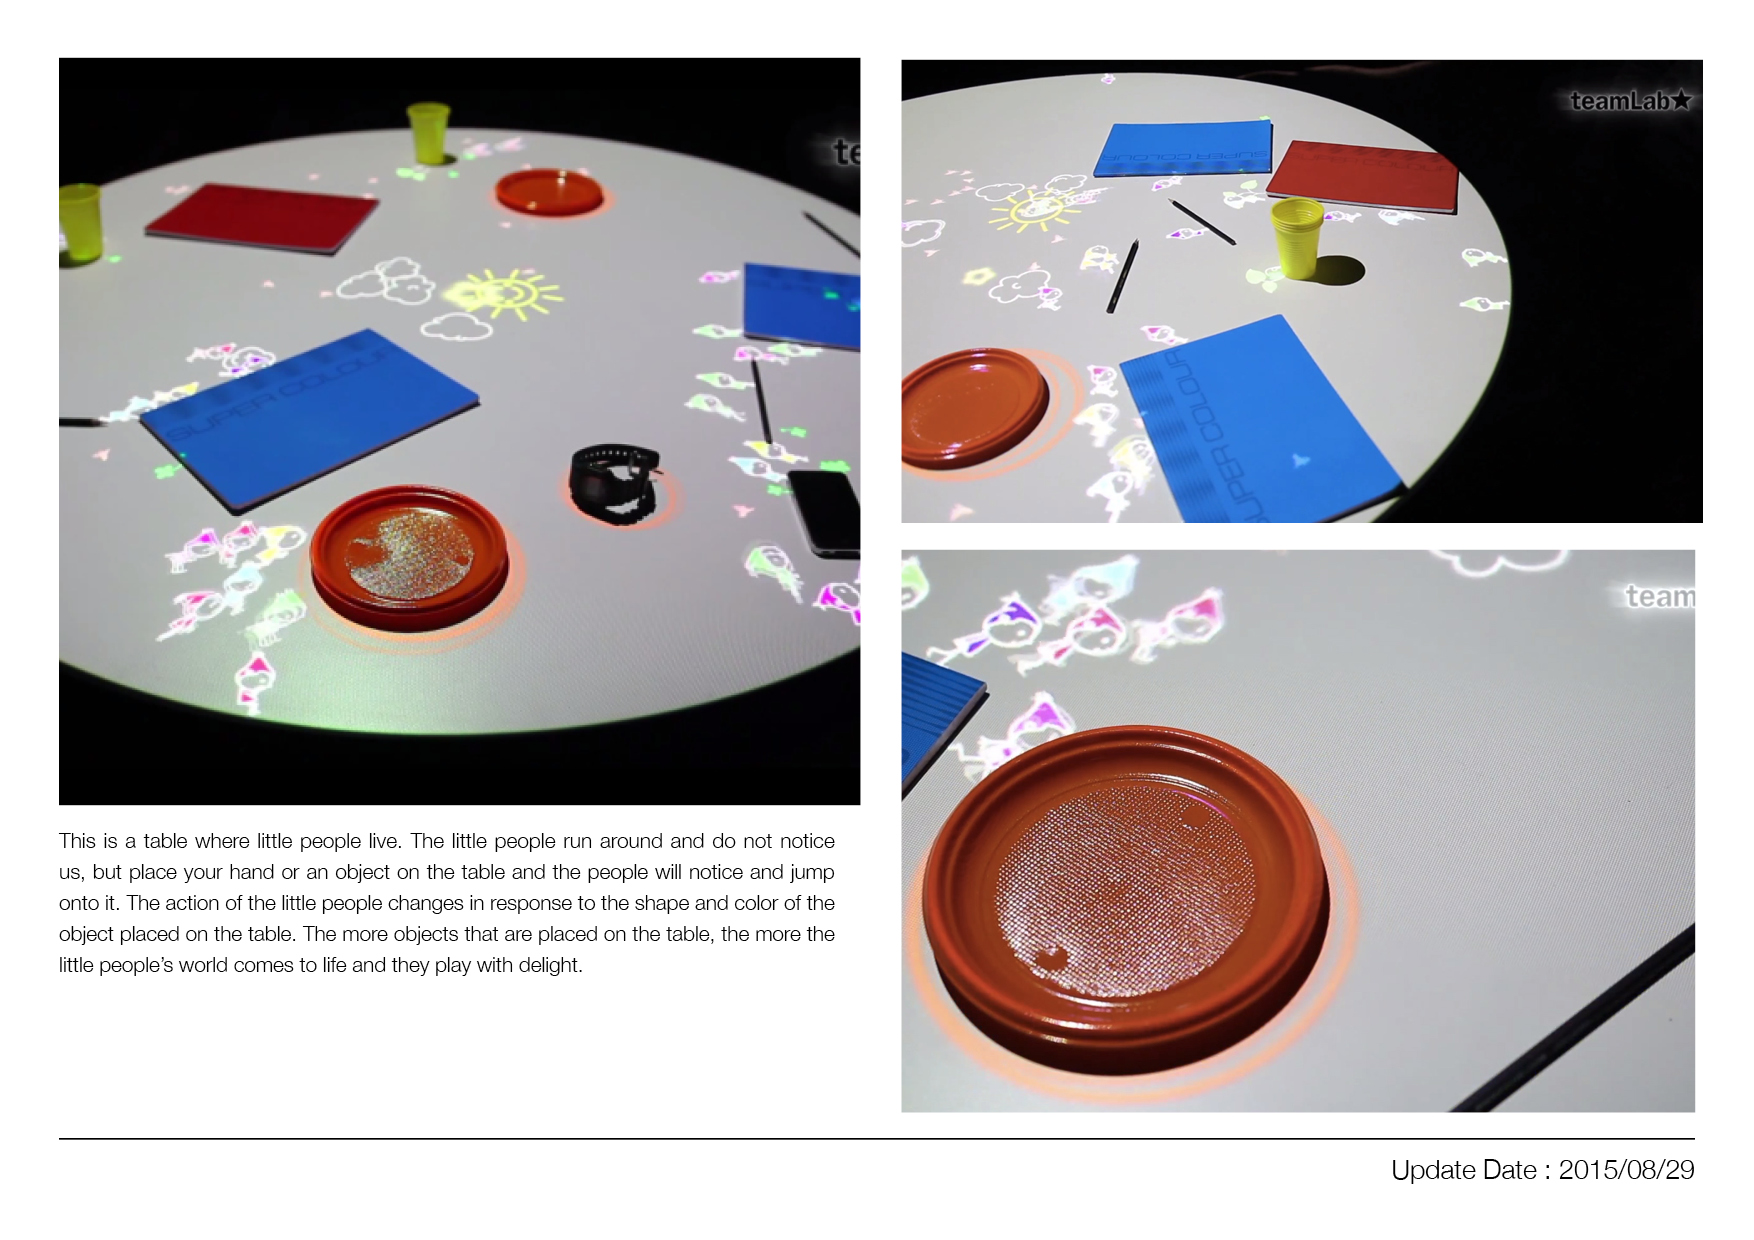 te
SUPER COLOUR
teamLab★
SUPER COLOUR
SUPER COLOUR
team
This is a table where little people live. The little people run around and do not notice
us, but place your hand or an object on the table and the people will notice and jump
onto it. The action of the little people changes in response to the shape and color of the
object placed on the table. The more objects that are placed on the table, the more the
little people’s world comes to life and they play with delight.
Update Date : 2015/08/29